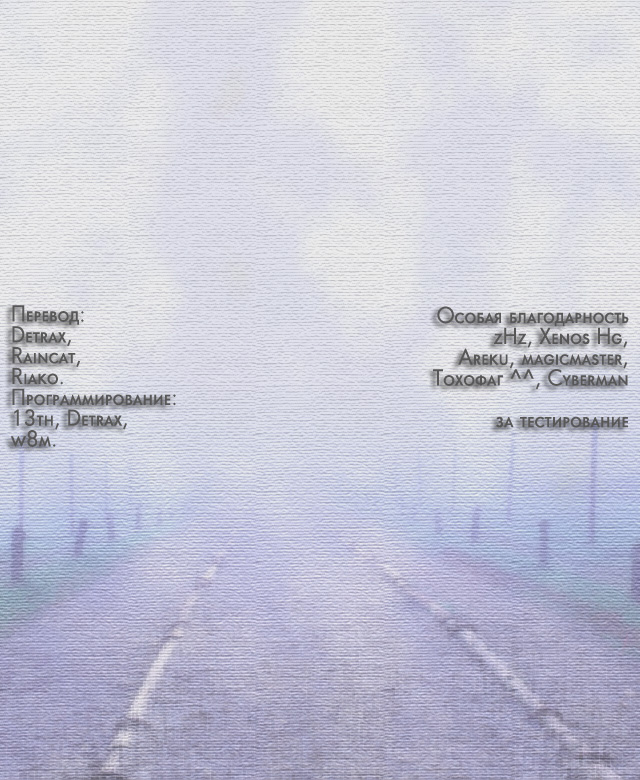 Перевод:
Detrax,
Raincat,
Riako.
Программирование:
13th, Detrax,
w8m.
Особая благодарность
zHz, Xenos Hg,
Areku, magicmaster,
Тохофаг ^^, Cyberman
за тестирование